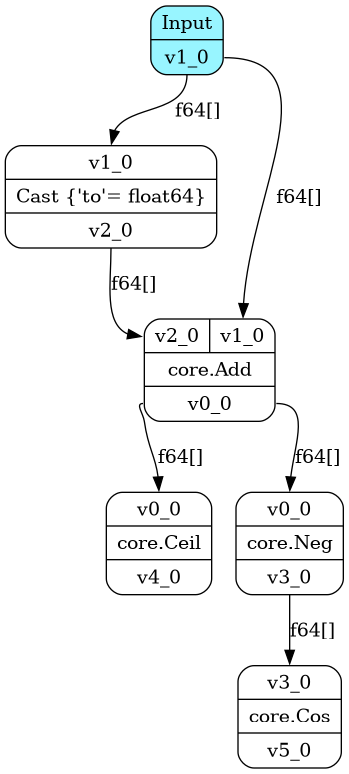 Input
v1_0
f64[]
v1_0
Cast {'to'= float64}
v2_0
f64[]
f64[]
v2_0 v1_0
core.Add
v0_0
f64[]
f64[]
v0_0
core.Ceil
v4_0
v0_0
core.Neg
v3_0
f64[]
v3_0
core.Cos
v5_0